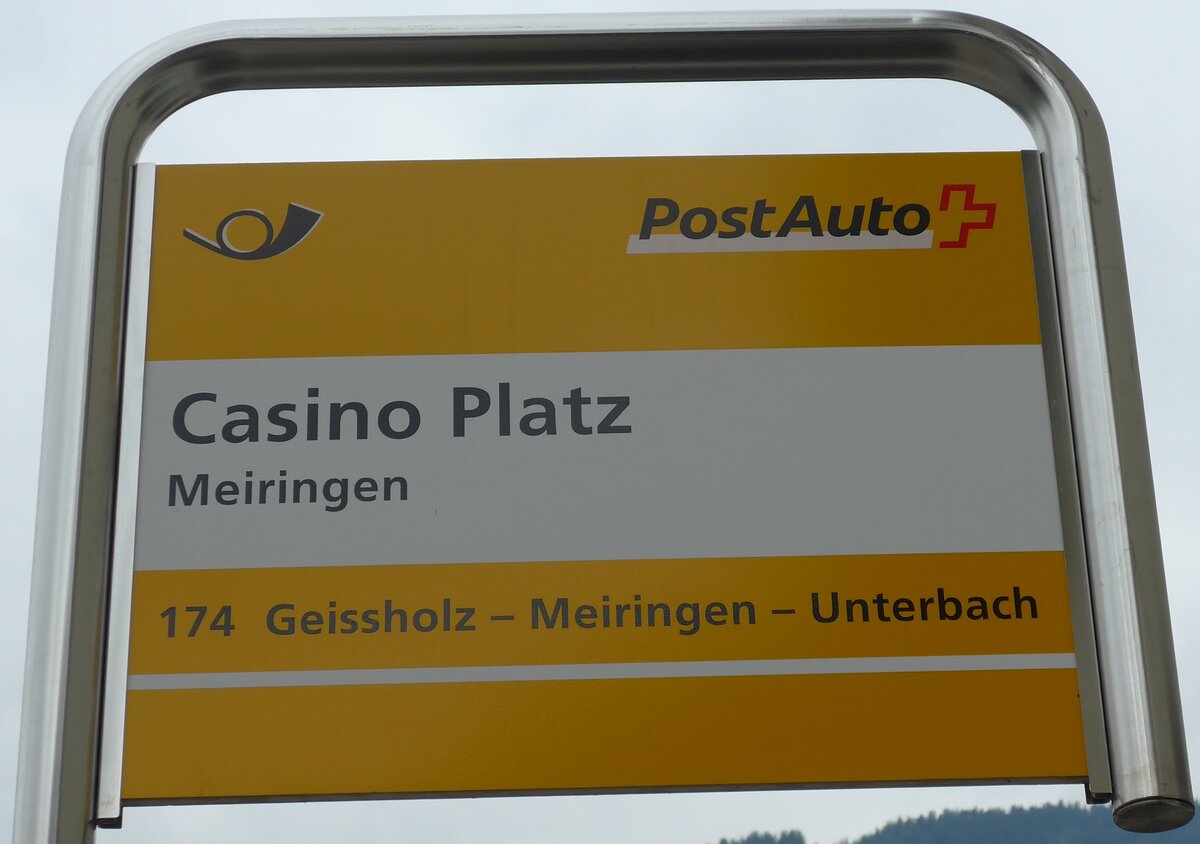 PostAuto
Casino Platz
Meiringen
174 Geissholz – Meiringen – Unterbach